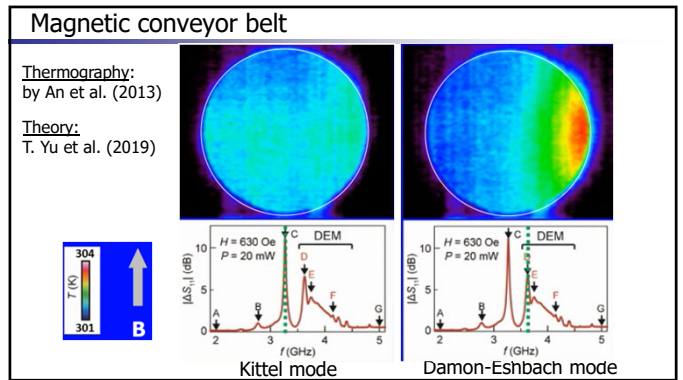 Magnetic conveyor belt
Thermography:
by An et al. (2013)
Theory:
T. Yu et al. (2019)
304
T (K)
301
B
10
5
0
|ΔS₁₁| (dB)
H = 630 Oe
P = 20 mW
C
DEM
D
E
F
A
B
G
2
3
4
5
f (GHz)
Kittel mode
10
5
0
|ΔS₁₁| (dB)
H = 630 Oe
P = 20 mW
C
DEM
D
E
F
A
B
G
2
3
4
5
f (GHz)
Damon-Eshbach mode